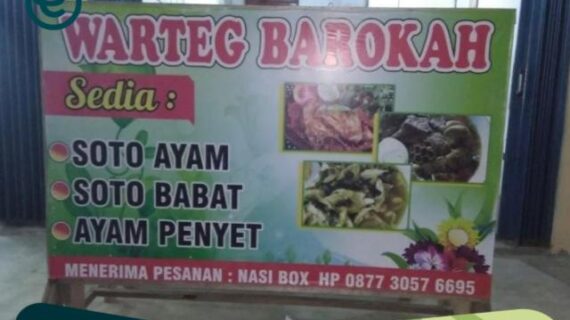 WARTEG BAROKAH
Sedia :
SOTO AYAM
SOTO BABAT
AYAM PENYET
MENERIMA PESANAN : NASI BOX HP 0877 3057 6695